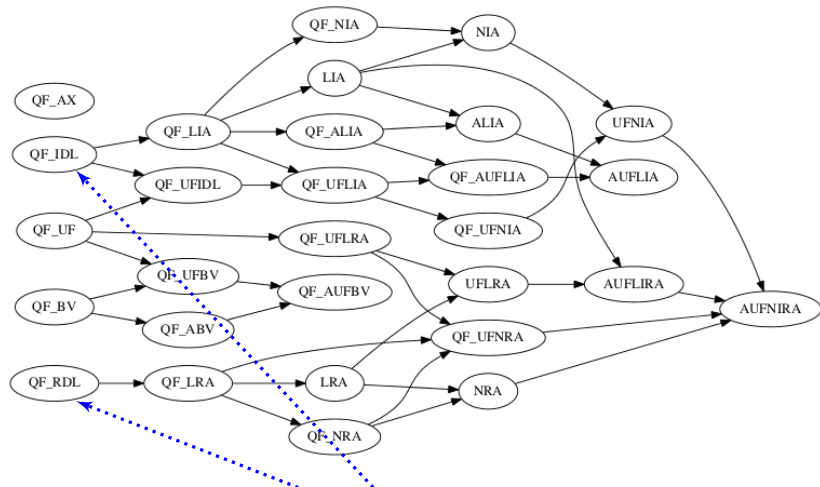 QF_NIA
NIA
LIA
QF_AX
QF_LIA
QF_ALIA
ALIA
UFNIA
QF_IDL
QF_UFIDL
QF_UFLIA
QF_AUFLIA
AUFLIA
QF_UF
QF_UFLRA
QF_UFNIA
QF_UFBV
QF_AUFBV
UFLRA
AUFLIRA
QF_BV
QF_ABV
AUFNIRA
QF_UFNRA
QF_RDL
QF_LRA
LRA
NRA
QF_NRA